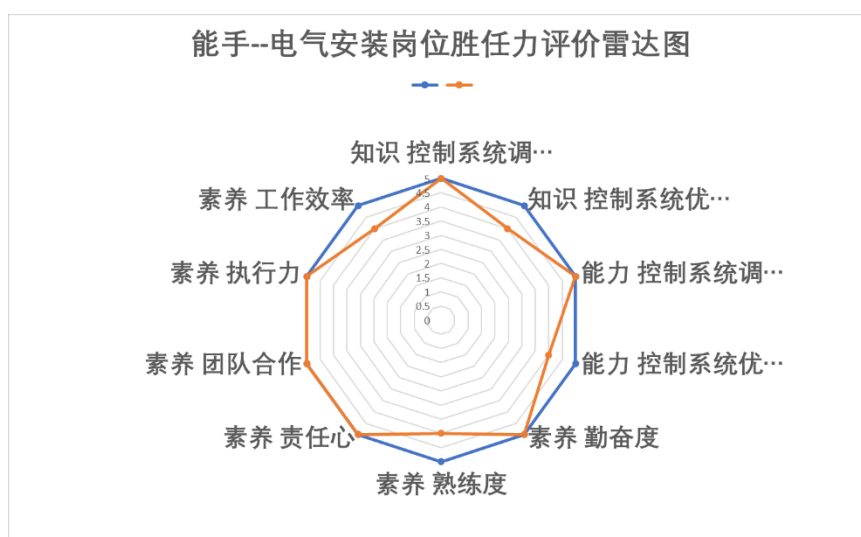 能手--电气安装岗位胜任力评价雷达图
知识 控制系统调…
素养 工作效率
知识 控制系统优…
素养 执行力
能力 控制系统调…
素养 团队合作
能力 控制系统优…
素养 责任心
素养 勤奋度
素养 熟练度
5
4.5
4
3.5
3
2.5
2
1.5
1
0.5
0